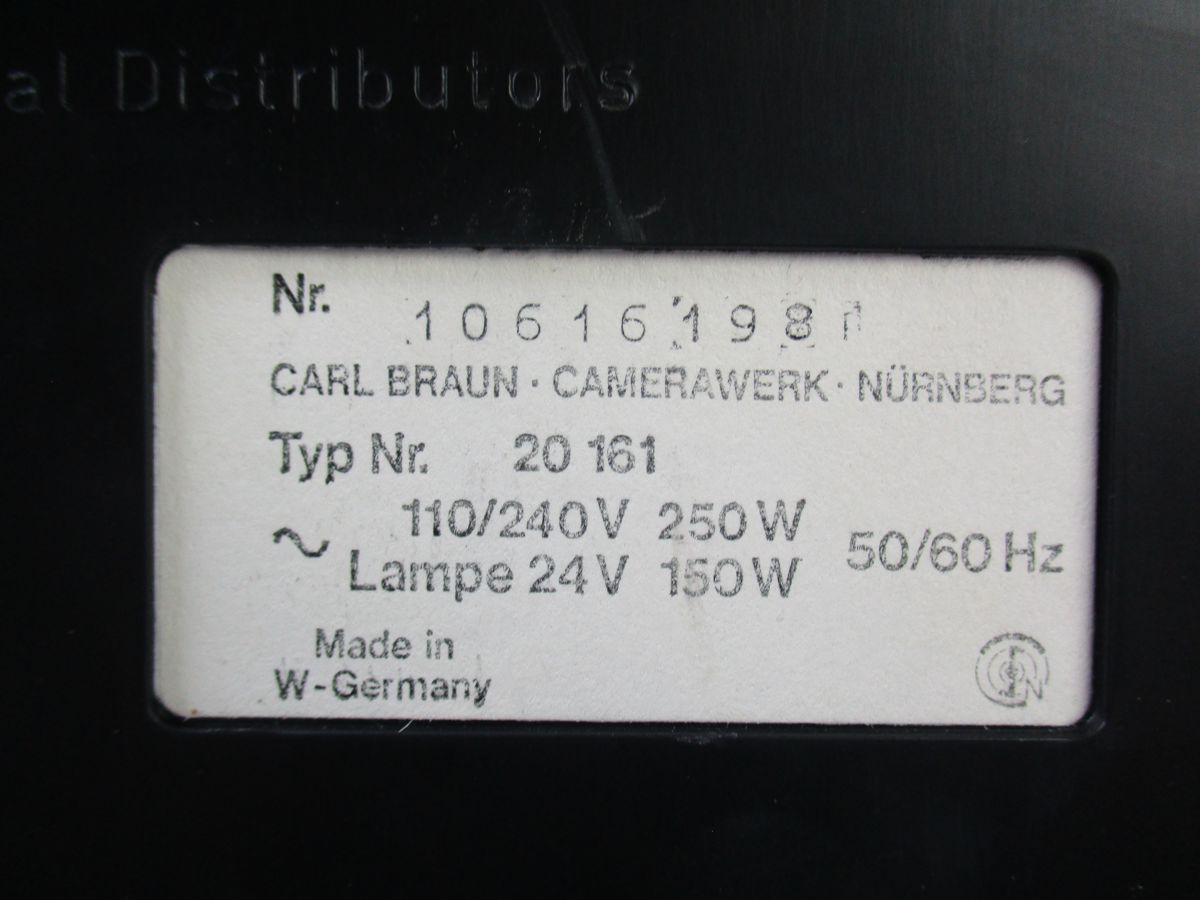 al Distributors
Nr. 106161981
CARL BRAUN · CAMERAWERK · NÜRNBERG
Typ Nr. 20 161
~ 110/240V 250W 50/60 Hz
Lampe 24V 150W
Made in
W-Germany